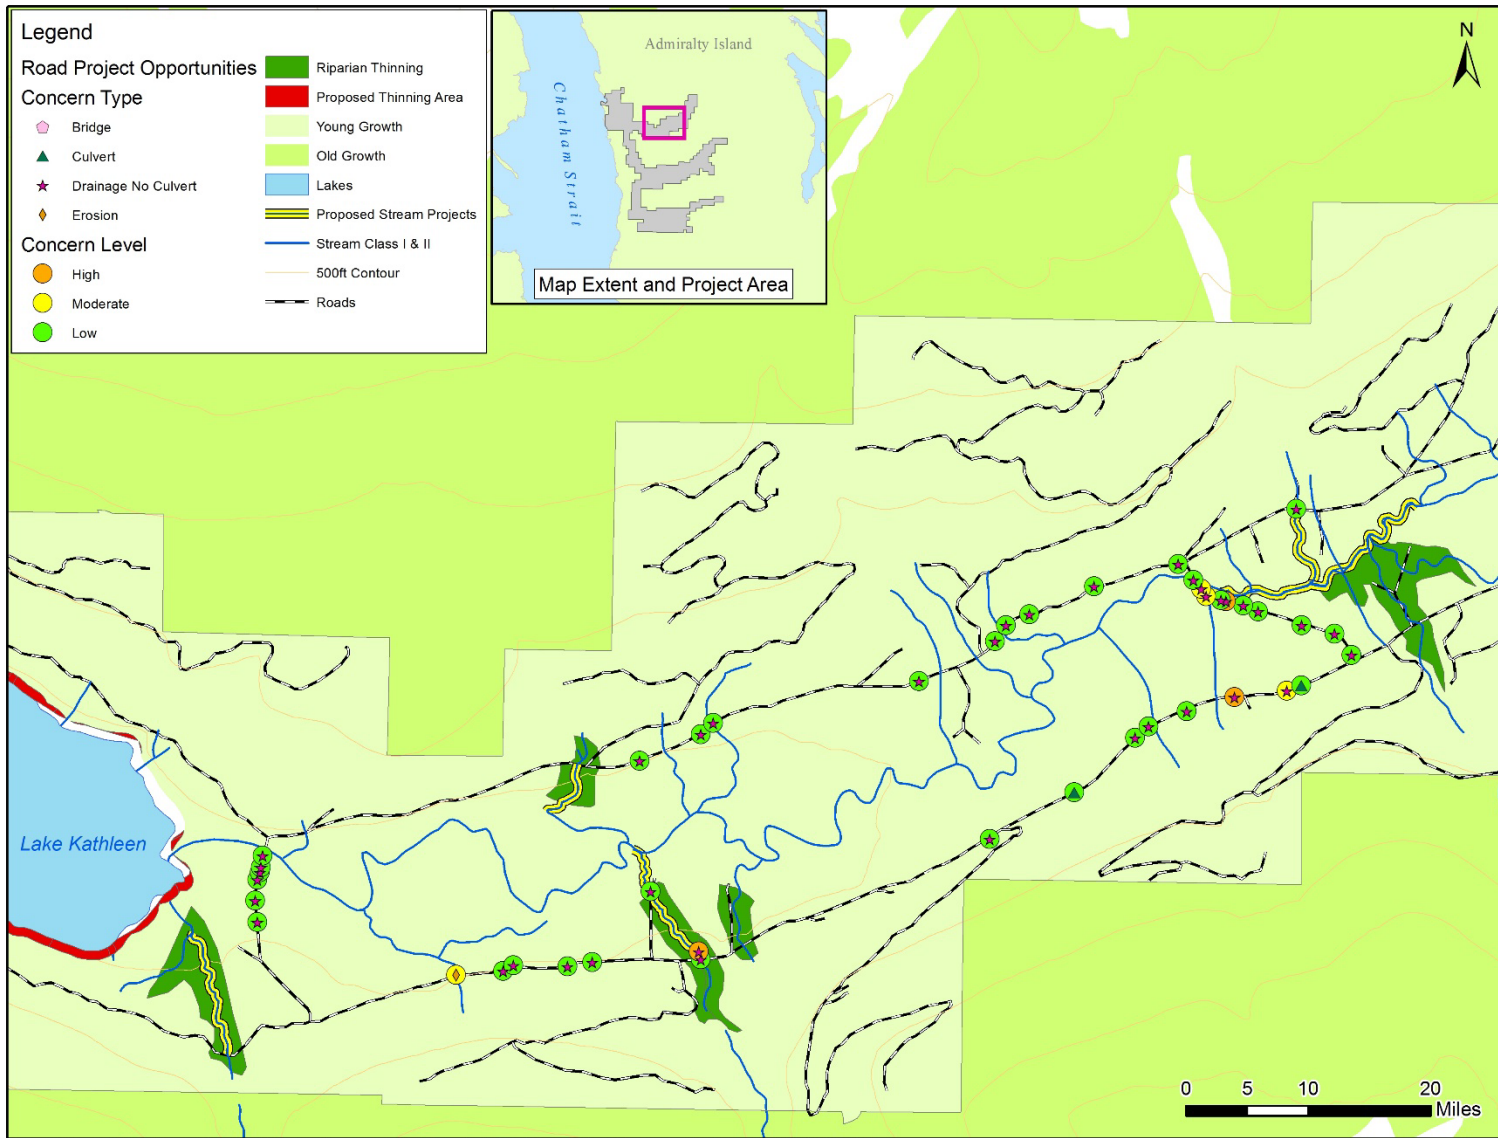 Legend
Road Project Opportunities
Concern Type
Bridge
Culvert
Drainage No Culvert
Erosion
Concern Level
High
Moderate
Low
Riparian Thinning
Proposed Thinning Area
Young Growth
Old Growth
Lakes
Proposed Stream Projects
Stream Class I & II
500ft Contour
Roads
Admiralty Island
Chatham Strait
Map Extent and Project Area
N
Lake Kathleen
0 5 10 20
Miles